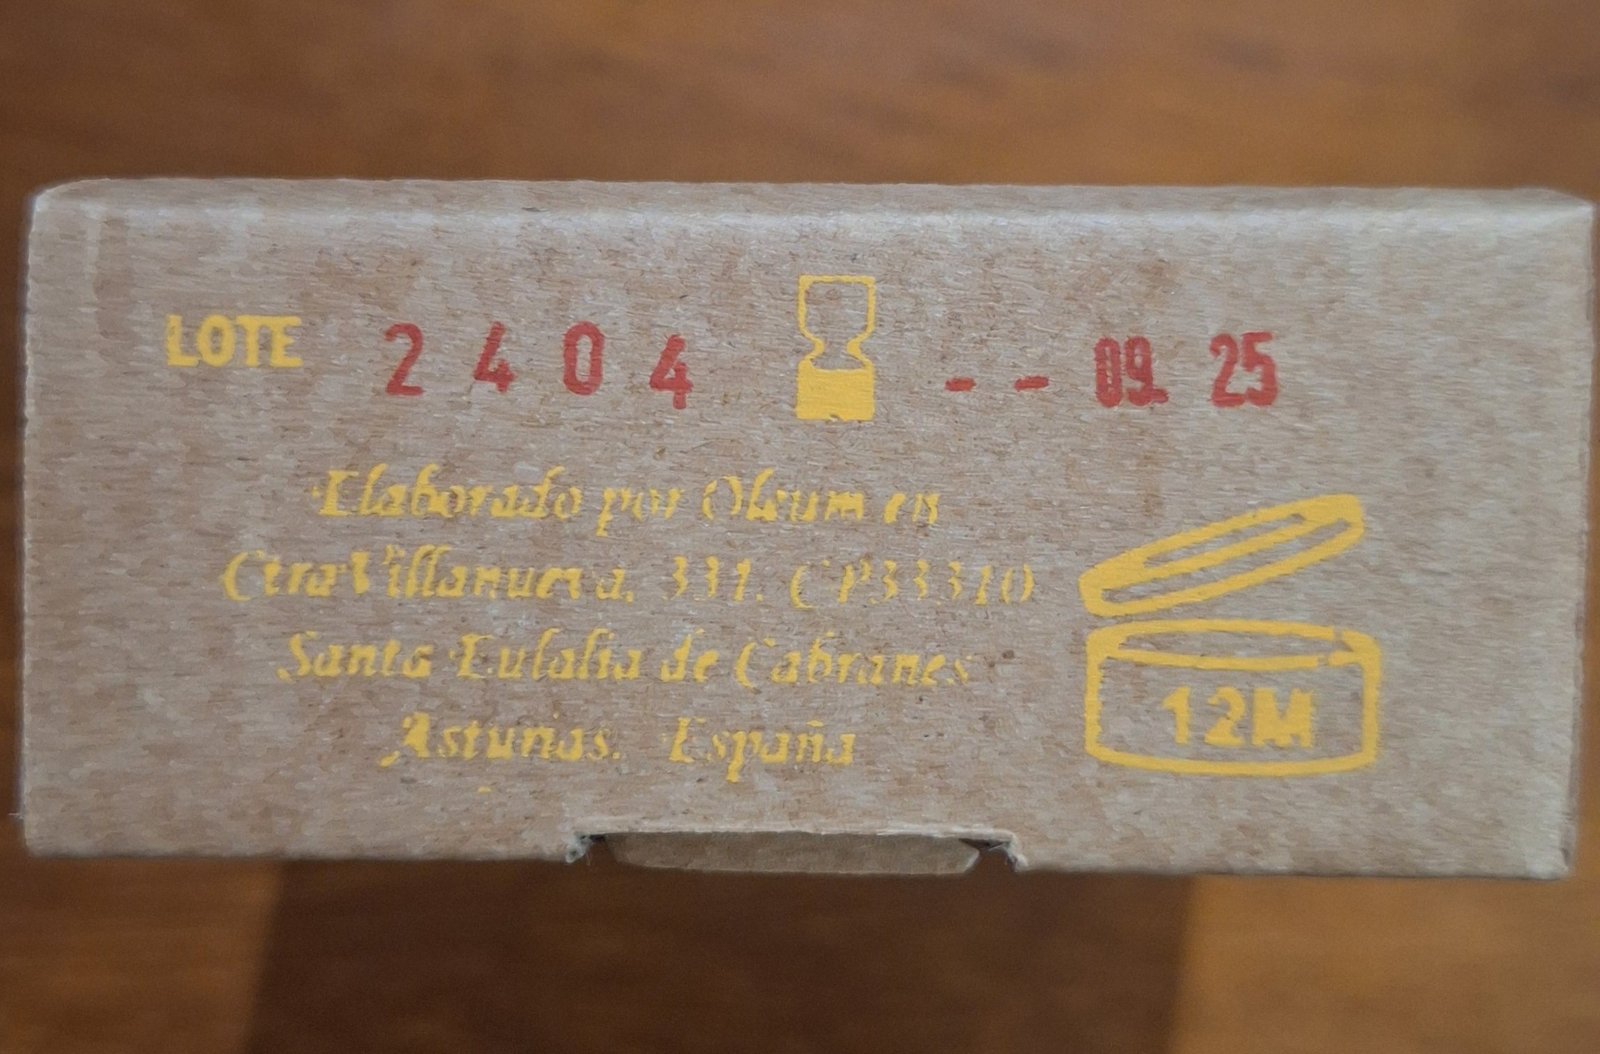 LOTE 2404 -- 09. 25
Elaborado por Oleum en
Ctra Villanueva, 331. CP33310
Santa Eulalia de Cabranes
Asturias. España
12M